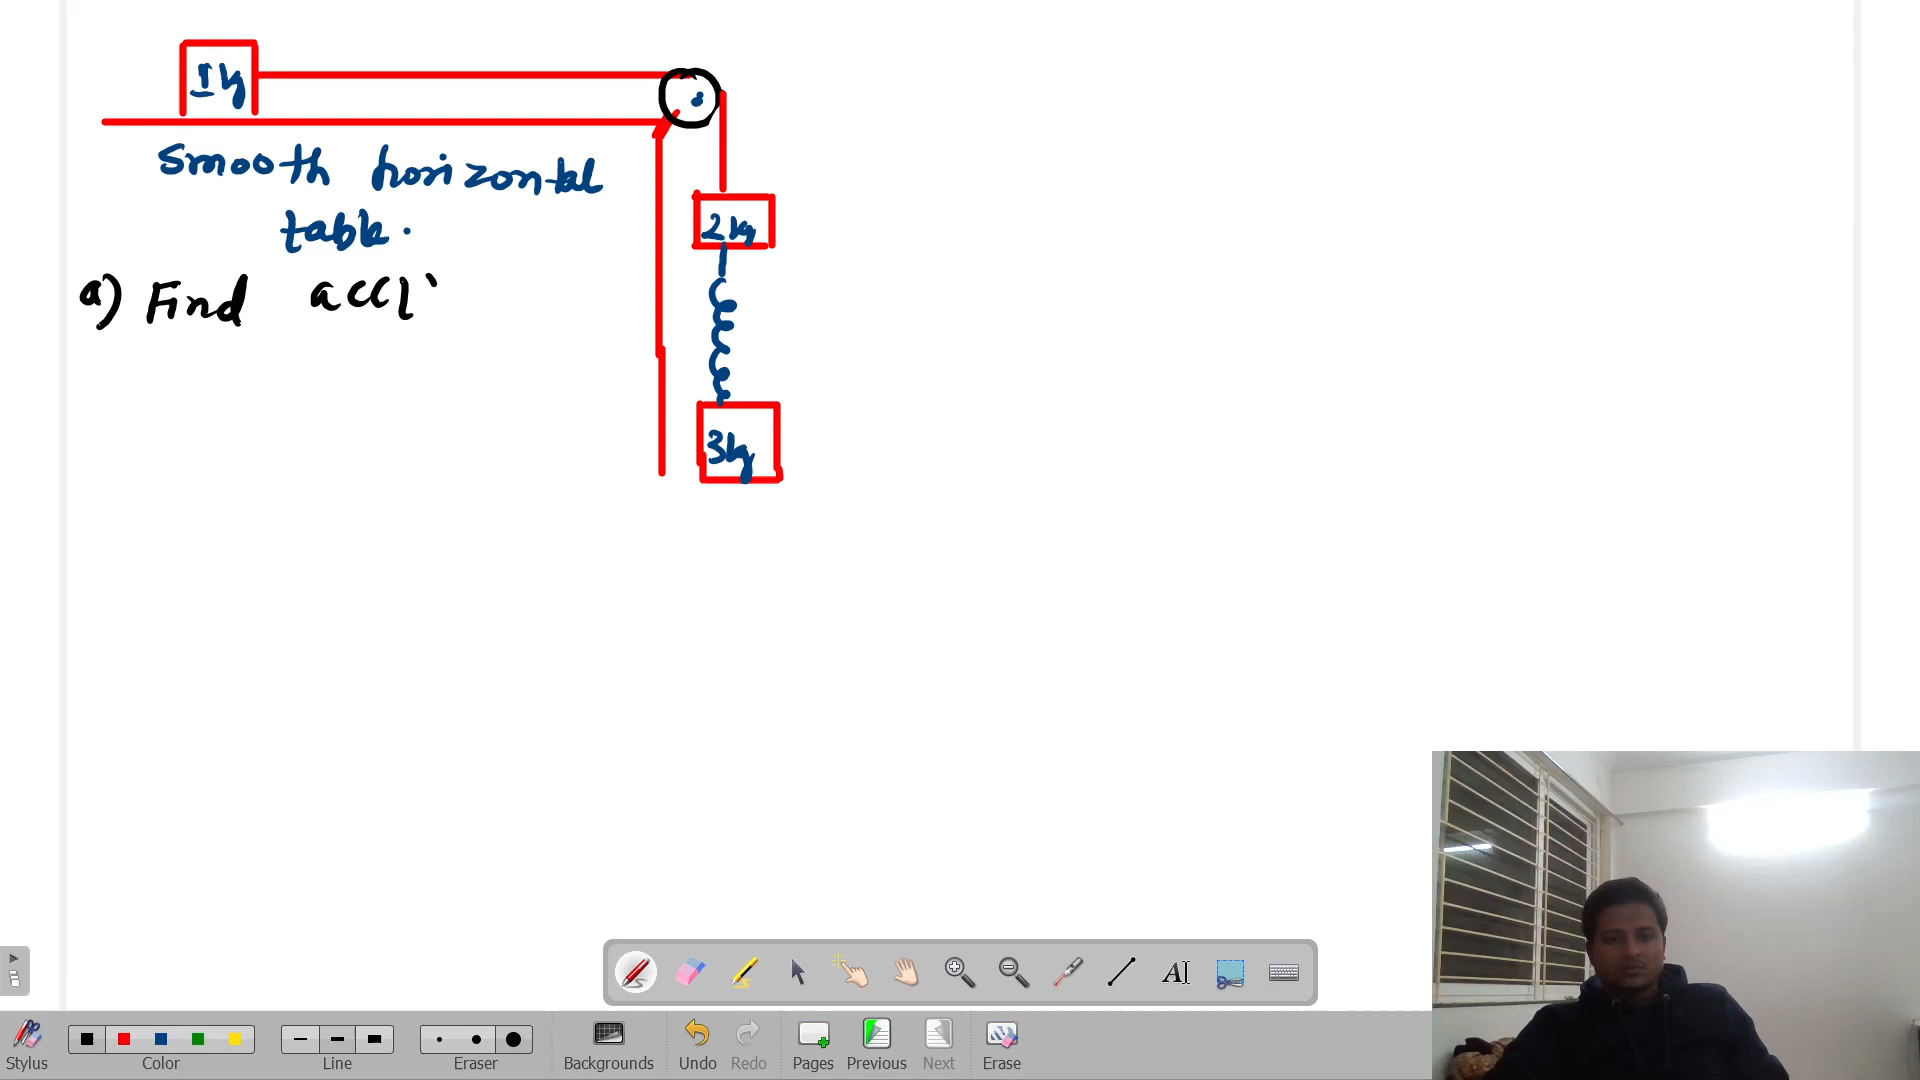 1kg
smooth horizontal
table.
2kg
a) Find accl`
3kg
AI
Stylus
Color
Line
Eraser
Backgrounds
Undo
Redo
Pages
Previous
Next
Erase